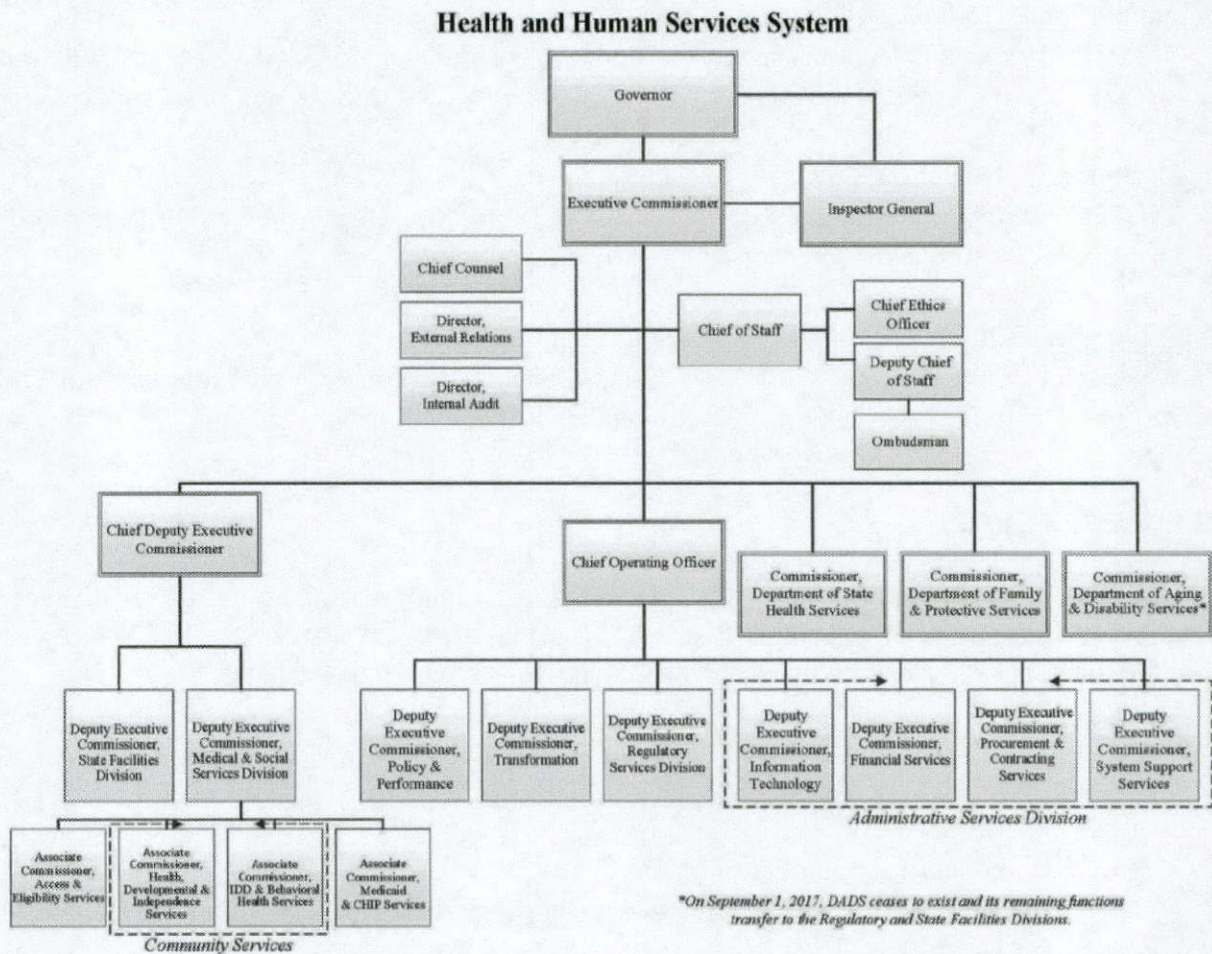 Health and Human Services System
Governor
Executive Commissioner
Inspector General
Chief Counsel
Director,
External Relations
Director,
Internal Audit
Chief of Staff
Chief Ethics
Officer
Deputy Chief
of Staff
Ombudsman
Chief Deputy Executive
Commissioner
Chief Operating Officer
Commissioner,
Department of State
Health Services
Commissioner,
Department of Family
& Protective Services
Commissioner,
Department of Aging
& Disability Services*
Deputy Executive
Commissioner,
State Facilities
Division
Deputy Executive
Commissioner,
Medical & Social
Services Division
Deputy
Executive
Commissioner,
Policy &
Performance
Deputy Executive
Commissioner,
Transformation
Deputy Executive
Commissioner,
Regulatory
Services Division
Deputy
Executive
Commissioner,
Information
Technology
Deputy
Executive
Commissioner,
Financial Services
Deputy Executive
Commissioner,
Procurement &
Contracting
Services
Deputy
Executive
Commissioner,
System Support
Services
Administrative Services Division
Associate
Commissioner,
Access &
Eligibility Services
Associate
Commissioner,
Health,
Developmental &
Independence
Services
Associate
Commissioner,
IDD & Behavioral
Health Services
Associate
Commissioner,
Medicaid
& CHIP Services
Community Services
*On September 1, 2017, DADS ceases to exist and its remaining functions
transfer to the Regulatory and State Facilities Divisions.